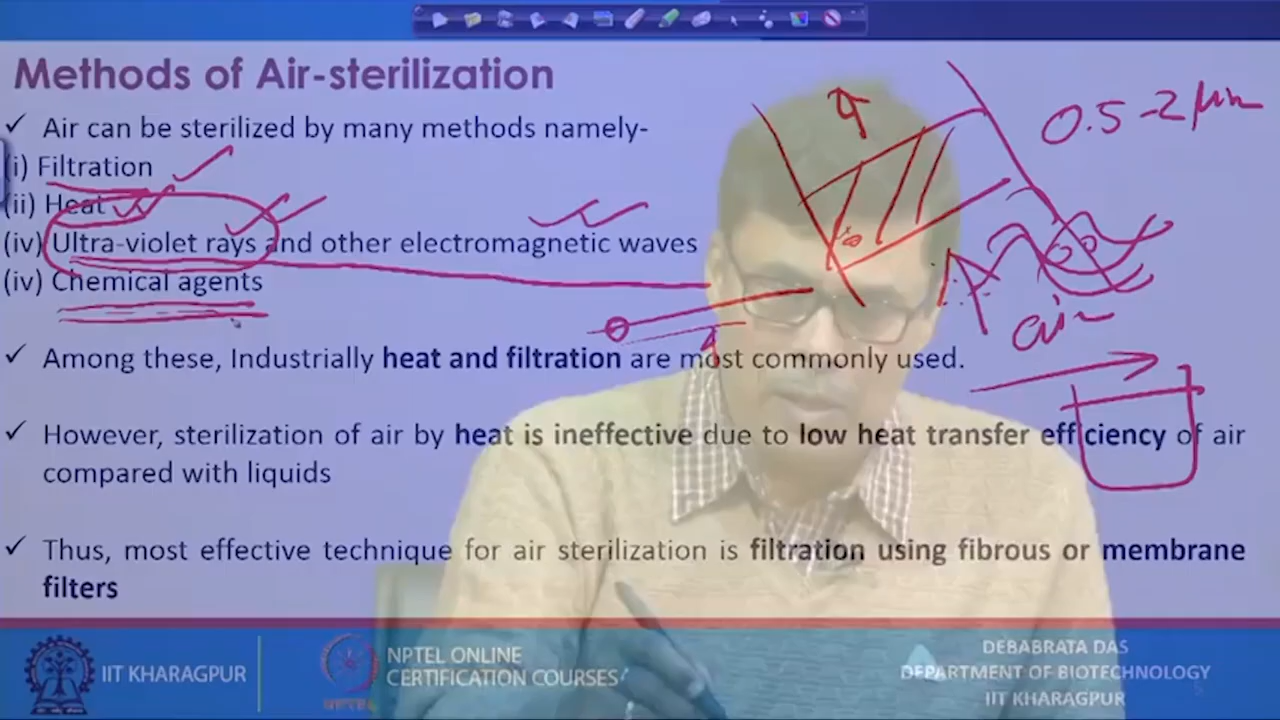 Methods of Air-sterilization
✓ Air can be sterilized by many methods namely-
(i) Filtration
(ii) Heat
(iv) Ultra-violet rays and other electromagnetic waves
(iv) Chemical agents
0.5-2 μm
air
✓ Among these, Industrially heat and filtration are most commonly used.
✓ However, sterilization of air by heat is ineffective due to low heat transfer efficiency of air
compared with liquids
✓ Thus, most effective technique for air sterilization is filtration using fibrous or membrane
filters
IIT KHARAGPUR
NPTEL ONLINE
CERTIFICATION COURSES
NPTEL
DEBABRATA DAS
DEPARTMENT OF BIOTECHNOLOGY
IIT KHARAGPUR
5